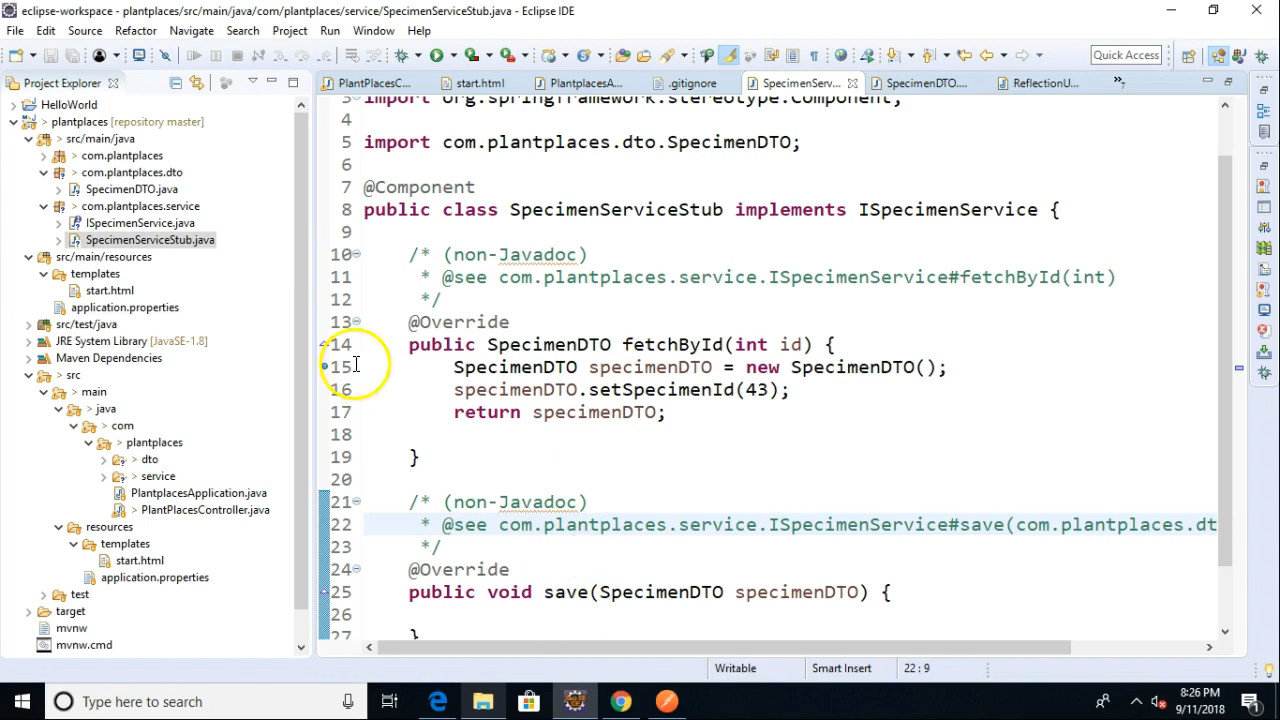 eclipse-workspace - plantplaces/src/main/java/com/plantplaces/service/SpecimenServiceStub.java - Eclipse IDE
File Edit Source Refactor Navigate Search Project Run Window Help
Quick Access
Project Explorer
PlantPlacesC...
start.html
PlantplacesA...
.gitignore
SpecimenServ...
SpecimenDTO....
ReflectionU...
HelloWorld
plantplaces [repository master]
src/main/java
com.plantplaces
com.plantplaces.dto
SpecimenDTO.java
com.plantplaces.service
ISpecimenService.java
SpecimenServiceStub.java
src/main/resources
templates
start.html
application.properties
src/test/java
JRE System Library [JavaSE-1.8]
Maven Dependencies
src
main
java
com
plantplaces
dto
service
PlantplacesApplication.java
PlantPlacesController.java
resources
templates
start.html
application.properties
test
target
mvnw
mvnw.cmd
3 import org.springframework.stereotype.Component;
4
5 import com.plantplaces.dto.SpecimenDTO;
6
7 @Component
8 public class SpecimenServiceStub implements ISpecimenService {
9
10 /* (non-Javadoc)
11 * @see com.plantplaces.service.ISpecimenService#fetchById(int)
12 */
13 @Override
14 public SpecimenDTO fetchById(int id) {
15 SpecimenDTO specimenDTO = new SpecimenDTO();
16 specimenDTO.setSpecimenId(43);
17 return specimenDTO;
18
19 }
20
21 /* (non-Javadoc)
22 * @see com.plantplaces.service.ISpecimenService#save(com.plantplaces.dt
23 */
24 @Override
25 public void save(SpecimenDTO specimenDTO) {
26
27 }
Writable
Smart Insert
22 : 9
Type here to search
8:26 PM
9/11/2018
1